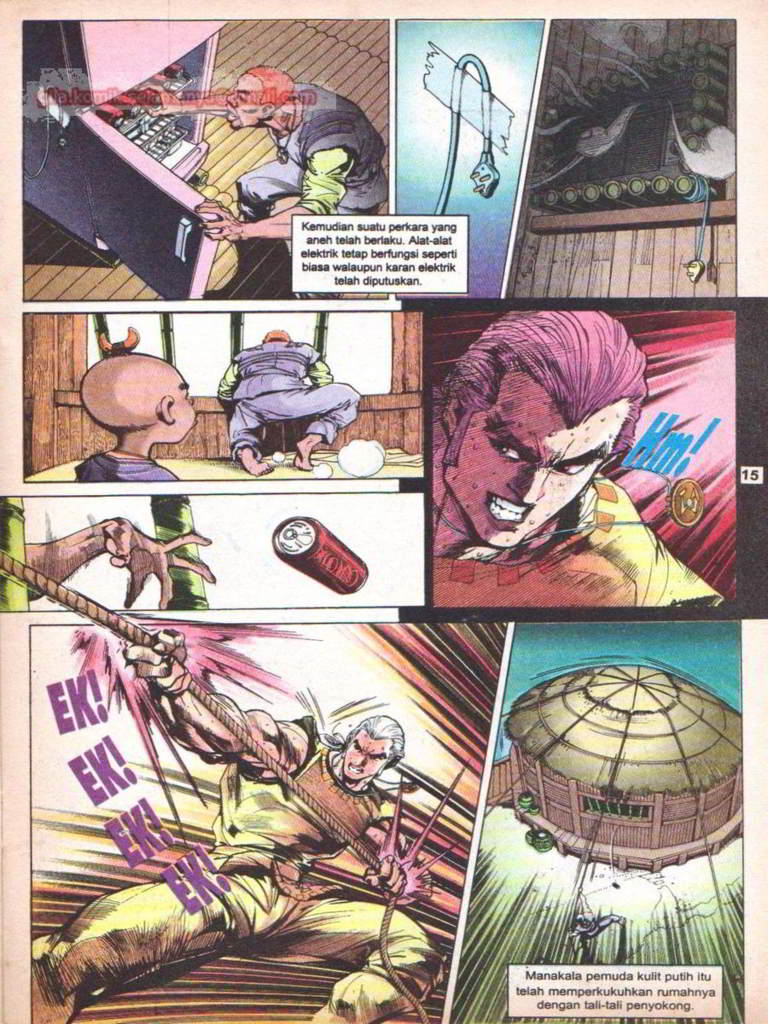 Kemudian suatu perkara yang
aneh telah berlaku. Alat-alat
elektrik tetap berfungsi seperti
biasa walaupun karan elektrik
telah diputuskan.
Hm!
15
EK!
EK!
EK!
EK!
Manakala pemuda kulit putih itu
telah memperkukuhkan rumahnya
dengan tali-tali penyokong.